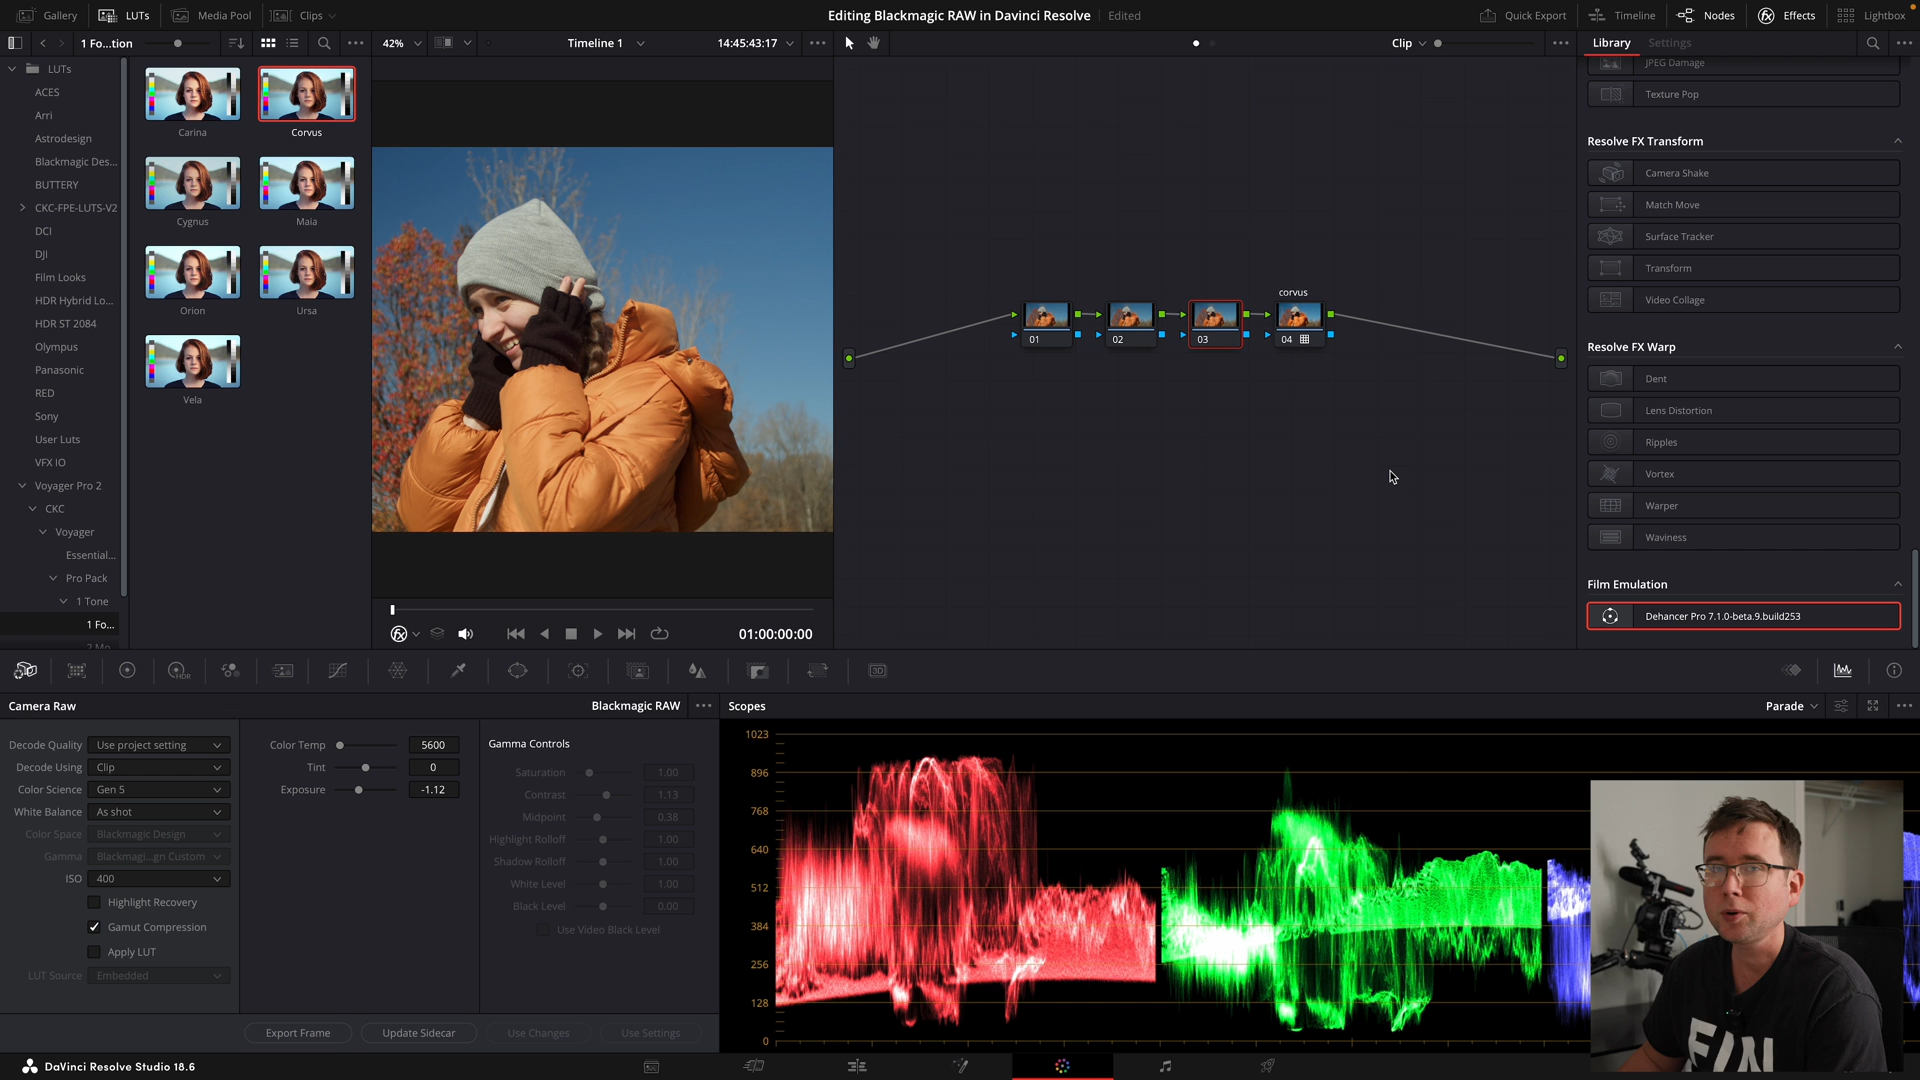 Gallery
LUTs
Media Pool
Clips
Editing Blackmagic RAW in Davinci Resolve
Edited
Quick Export
Timeline
Nodes
Effects
Lightbox
1 Fo...tion
42%
Timeline 1
14:45:43:17
Clip
Library
Settings
LUTs
ACES
Arri
Astrodesign
Blackmagic Des...
BUTTERY
CKC-FPE-LUTS-V2
DCI
DJI
Film Looks
HDR Hybrid Lo...
HDR ST 2084
Olympus
Panasonic
RED
Sony
User Luts
VFX IO
Voyager Pro 2
CKC
Voyager
Essential...
Pro Pack
1 Tone
1 Fo...
2 Mo
Carina
Corvus
Cygnus
Maia
Orion
Ursa
Vela
01:00:00:00
corvus
01
02
03
04
JPEG Damage
Texture Pop
Resolve FX Transform
Camera Shake
Match Move
Surface Tracker
Transform
Video Collage
Resolve FX Warp
Dent
Lens Distortion
Ripples
Vortex
Warper
Waviness
Film Emulation
Dehancer Pro 7.1.0-beta.9.build253
HDR
3D
Camera Raw
Blackmagic RAW
Decode Quality Use project setting
Decode Using Clip
Color Science Gen 5
White Balance As shot
Color Space Blackmagic Design
Gamma Blackmagi...gn Custom
ISO 400
Highlight Recovery
Gamut Compression
Apply LUT
LUT Source Embedded
Color Temp 5600
Tint 0
Exposure -1.12
Gamma Controls
Saturation 1.00
Contrast 1.13
Midpoint 0.38
Highlight Rolloff 1.00
Shadow Rolloff 1.00
White Level 1.00
Black Level 0.00
Use Video Black Level
Export Frame
Update Sidecar
Use Changes
Use Settings
Scopes
Parade
1023
896
768
640
512
384
256
128
0
DaVinci Resolve Studio 18.6